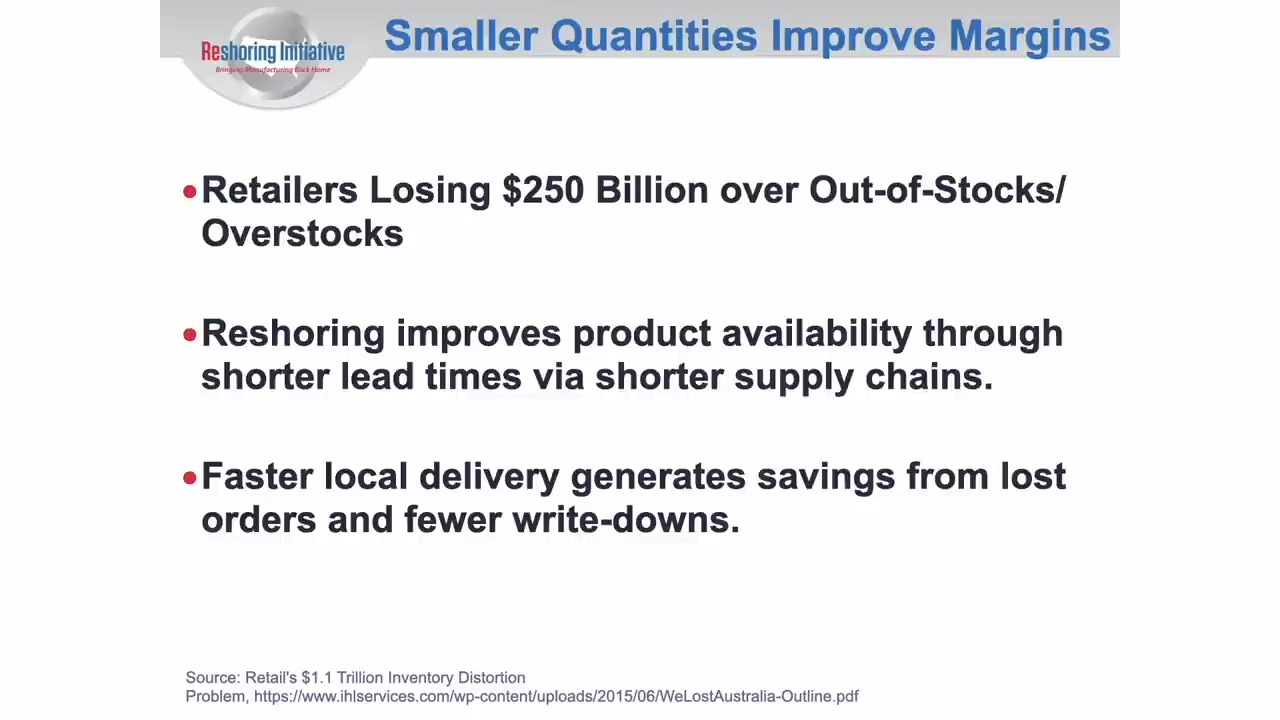 Reshoring Initiative
Bringing Manufacturing Back Home
Smaller Quantities Improve Margins
•Retailers Losing $250 Billion over Out-of-Stocks/
Overstocks
•Reshoring improves product availability through
shorter lead times via shorter supply chains.
•Faster local delivery generates savings from lost
orders and fewer write-downs.
Source: Retail's $1.1 Trillion Inventory Distortion
Problem, https://www.ihlservices.com/wp-content/uploads/2015/06/WeLostAustralia-Outline.pdf